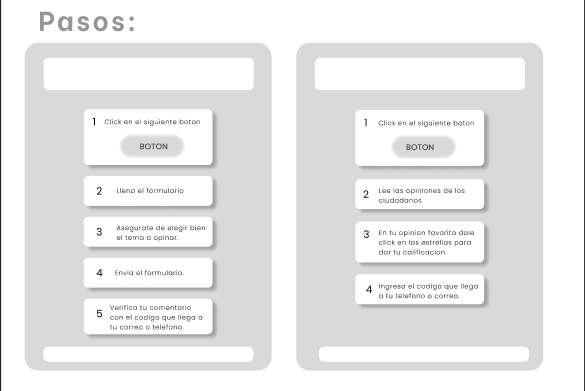 Pasos:
1 Click en el siguiente boton
BOTON
2 Llena el formulario
3 Asegurate de elegir bien
el tema a opinar.
4 Envia el formulario.
5 Verifica tu comentario
con el codigo que llega a
tu correo o telefono.
1 Click en el siguiente boton
BOTON
2 Lee las opiniones de los
ciudadanos
3 En tu opinion favorita dale
click en las estrellas para
dar tu calificacion
4 Ingresa el codigo que llega
a tu telefono o correo.